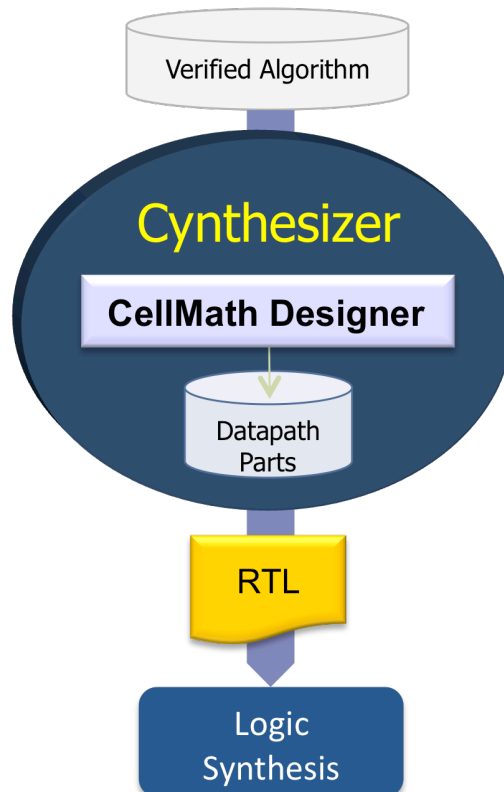 Verified Algorithm
Cynthesizer
CellMath Designer
Datapath
Parts
RTL
Logic
Synthesis